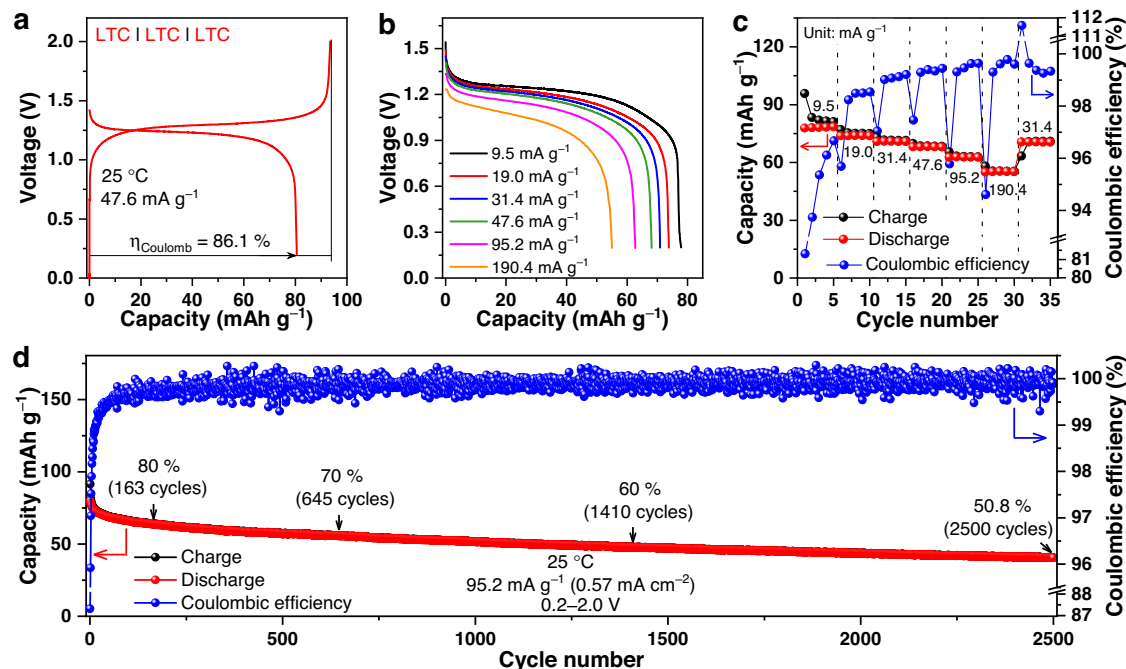 a
LTC | LTC | LTC
2.0
1.5
1.0
0.5
0.0
Voltage (V)
25 °C
47.6 mA g⁻¹
ηCoulomb = 86.1 %
0 20 40 60 80 100
Capacity (mAh g⁻¹)
b
1.8
1.5
1.2
0.9
0.6
0.3
0.0
Voltage (V)
9.5 mA g⁻¹
19.0 mA g⁻¹
31.4 mA g⁻¹
47.6 mA g⁻¹
95.2 mA g⁻¹
190.4 mA g⁻¹
0 20 40 60 80
Capacity (mAh g⁻¹)
c
Unit: mA g⁻¹
120
90
60
30
0
Capacity (mAh g⁻¹)
9.5
19.0
31.4
47.6
95.2
190.4
31.4
Charge
Discharge
Coulombic efficiency
112
111
100
98
96
94
81
80
Coulombic efficiency (%)
0 5 10 15 20 25 30 35
Cycle number
d
150
100
50
0
Capacity (mAh g⁻¹)
80 %
(163 cycles)
70 %
(645 cycles)
60 %
(1410 cycles)
50.8 %
(2500 cycles)
Charge
Discharge
Coulombic efficiency
25 °C
95.2 mA g⁻¹ (0.57 mA cm⁻²)
0.2–2.0 V
100
99
98
97
96
88
87
Coulombic efficiency (%)
0 500 1000 1500 2000 2500
Cycle number